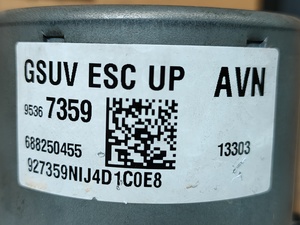 GSUV ESC UP AVN
9536 7359
688250455 13303
927359NIJ4D1C0E8